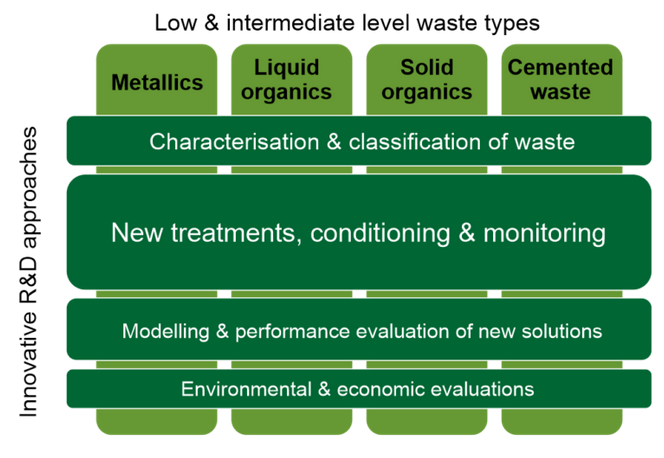 Low & intermediate level waste types
Metallics
Liquid
organics
Solid
organics
Cemented
waste
Innovative R&D approaches
Characterisation & classification of waste
New treatments, conditioning & monitoring
Modelling & performance evaluation of new solutions
Environmental & economic evaluations